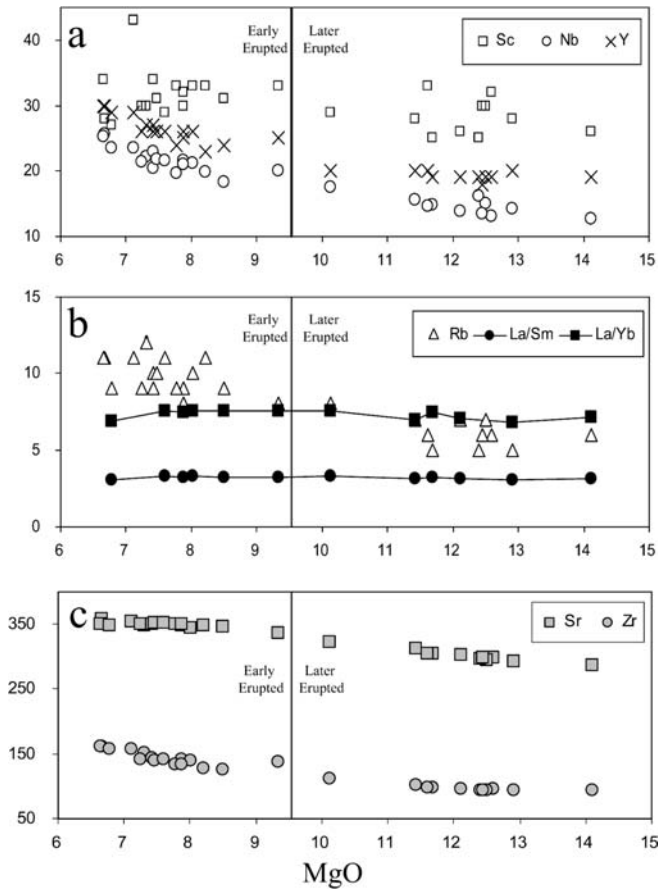 a
Early
Erupted
Later
Erupted
Sc Nb Y
40
30
20
10
6 7 8 9 10 11 12 13 14 15
b
Early
Erupted
Later
Erupted
Rb La/Sm La/Yb
15
10
5
0
6 7 8 9 10 11 12 13 14 15
c
Sr Zr
Early
Erupted
Later
Erupted
350
250
150
50
6 7 8 9 10 11 12 13 14 15
MgO